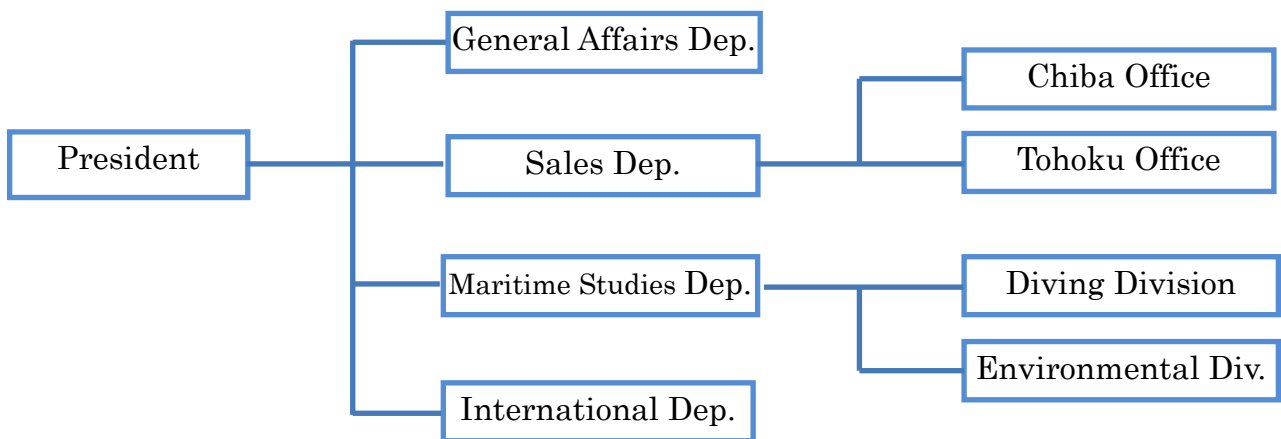 President
General Affairs Dep.
Sales Dep.
Chiba Office
Tohoku Office
Maritime Studies Dep.
Diving Division
Environmental Div.
International Dep.